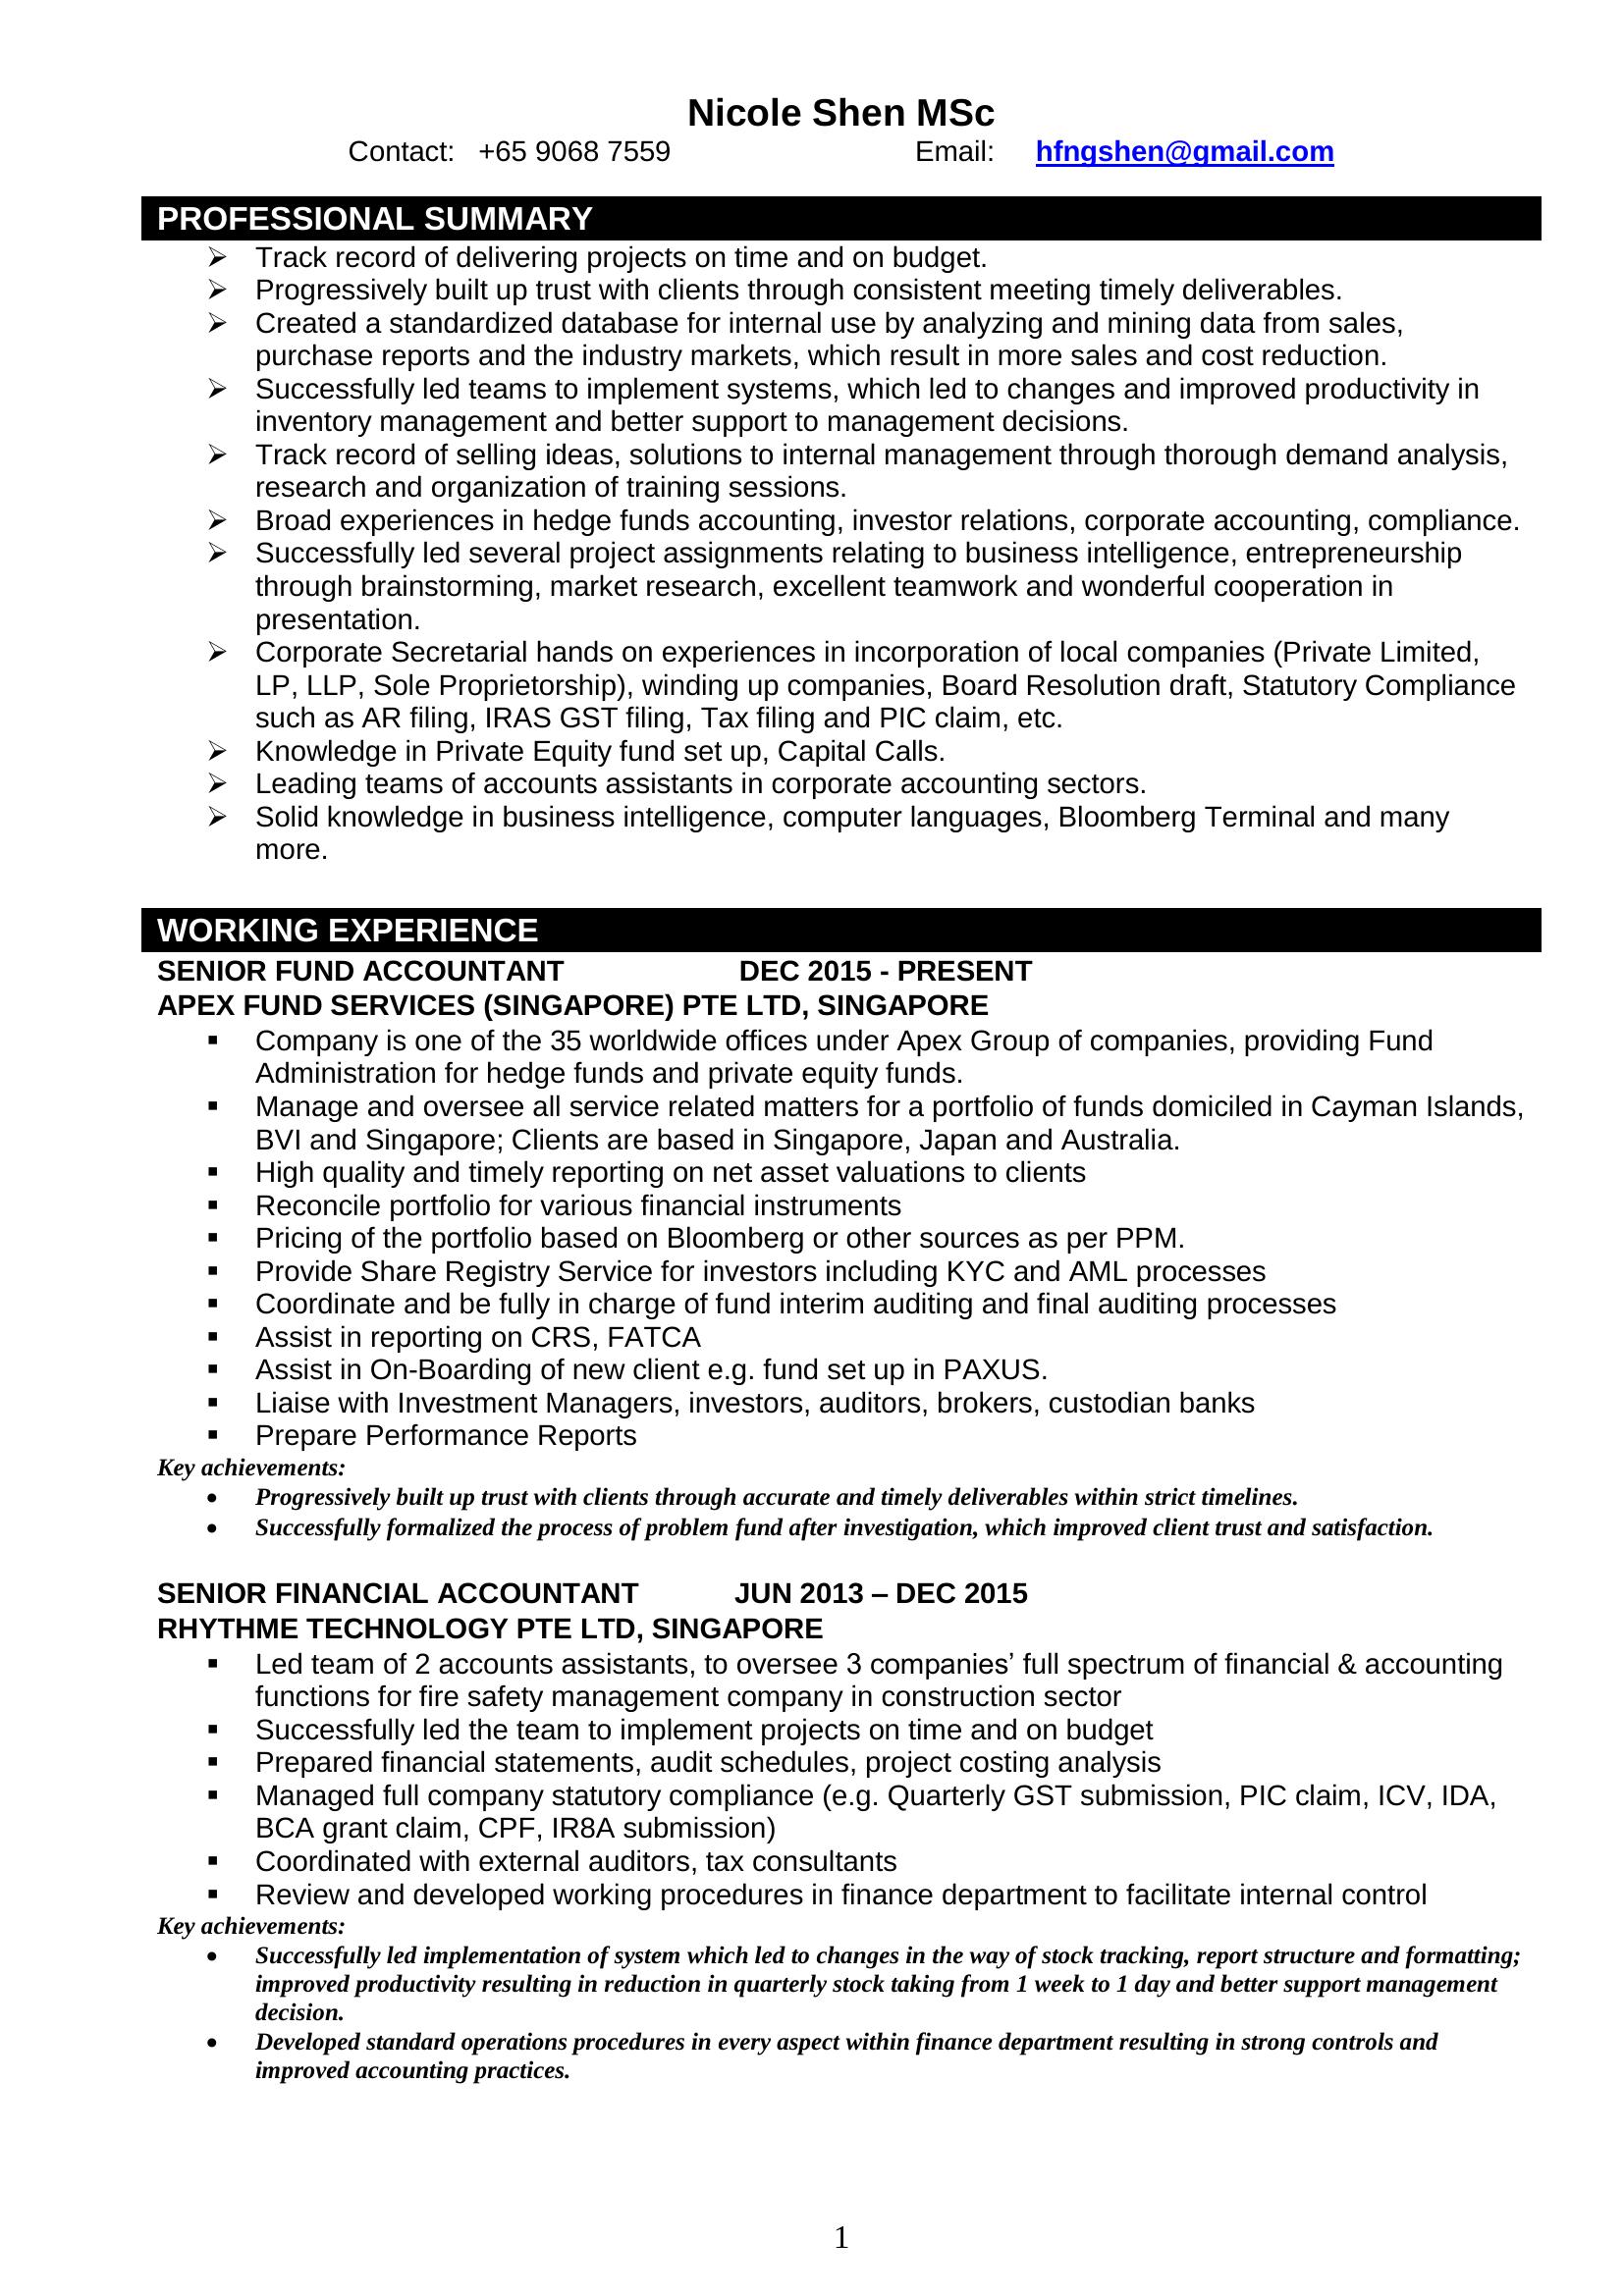 Nicole Shen MSc
Contact: +65 9068 7559 Email: hfngshen@gmail.com
PROFESSIONAL SUMMARY
➢ Track record of delivering projects on time and on budget.
➢ Progressively built up trust with clients through consistent meeting timely deliverables.
➢ Created a standardized database for internal use by analyzing and mining data from sales,
purchase reports and the industry markets, which result in more sales and cost reduction.
➢ Successfully led teams to implement systems, which led to changes and improved productivity in
inventory management and better support to management decisions.
➢ Track record of selling ideas, solutions to internal management through thorough demand analysis,
research and organization of training sessions.
➢ Broad experiences in hedge funds accounting, investor relations, corporate accounting, compliance.
➢ Successfully led several project assignments relating to business intelligence, entrepreneurship
through brainstorming, market research, excellent teamwork and wonderful cooperation in
presentation.
➢ Corporate Secretarial hands on experiences in incorporation of local companies (Private Limited,
LP, LLP, Sole Proprietorship), winding up companies, Board Resolution draft, Statutory Compliance
such as AR filing, IRAS GST filing, Tax filing and PIC claim, etc.
➢ Knowledge in Private Equity fund set up, Capital Calls.
➢ Leading teams of accounts assistants in corporate accounting sectors.
➢ Solid knowledge in business intelligence, computer languages, Bloomberg Terminal and many
more.
WORKING EXPERIENCE
SENIOR FUND ACCOUNTANT DEC 2015 - PRESENT
APEX FUND SERVICES (SINGAPORE) PTE LTD, SINGAPORE
▪ Company is one of the 35 worldwide offices under Apex Group of companies, providing Fund
Administration for hedge funds and private equity funds.
▪ Manage and oversee all service related matters for a portfolio of funds domiciled in Cayman Islands,
BVI and Singapore; Clients are based in Singapore, Japan and Australia.
▪ High quality and timely reporting on net asset valuations to clients
▪ Reconcile portfolio for various financial instruments
▪ Pricing of the portfolio based on Bloomberg or other sources as per PPM.
▪ Provide Share Registry Service for investors including KYC and AML processes
▪ Coordinate and be fully in charge of fund interim auditing and final auditing processes
▪ Assist in reporting on CRS, FATCA
▪ Assist in On-Boarding of new client e.g. fund set up in PAXUS.
▪ Liaise with Investment Managers, investors, auditors, brokers, custodian banks
▪ Prepare Performance Reports
Key achievements:
• Progressively built up trust with clients through accurate and timely deliverables within strict timelines.
• Successfully formalized the process of problem fund after investigation, which improved client trust and satisfaction.
SENIOR FINANCIAL ACCOUNTANT JUN 2013 – DEC 2015
RHYTHME TECHNOLOGY PTE LTD, SINGAPORE
▪ Led team of 2 accounts assistants, to oversee 3 companies’ full spectrum of financial & accounting
functions for fire safety management company in construction sector
▪ Successfully led the team to implement projects on time and on budget
▪ Prepared financial statements, audit schedules, project costing analysis
▪ Managed full company statutory compliance (e.g. Quarterly GST submission, PIC claim, ICV, IDA,
BCA grant claim, CPF, IR8A submission)
▪ Coordinated with external auditors, tax consultants
▪ Review and developed working procedures in finance department to facilitate internal control
Key achievements:
• Successfully led implementation of system which led to changes in the way of stock tracking, report structure and formatting;
improved productivity resulting in reduction in quarterly stock taking from 1 week to 1 day and better support management
decision.
• Developed standard operations procedures in every aspect within finance department resulting in strong controls and
improved accounting practices.
1